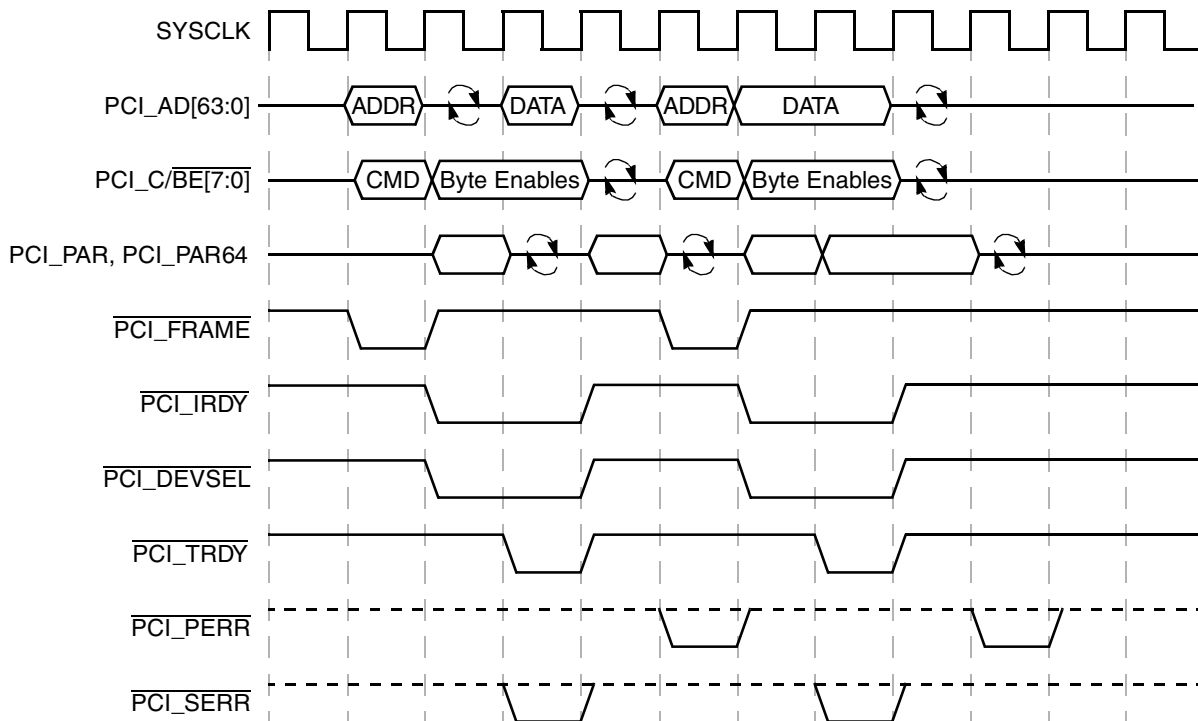 SYSCLK
PCI_AD[63:0] ADDR DATA ADDR DATA
PCI_C/BE[7:0] CMD Byte Enables CMD Byte Enables
PCI_PAR, PCI_PAR64
PCI_FRAME
PCI_IRDY
PCI_DEVSEL
PCI_TRDY
PCI_PERR
PCI_SERR